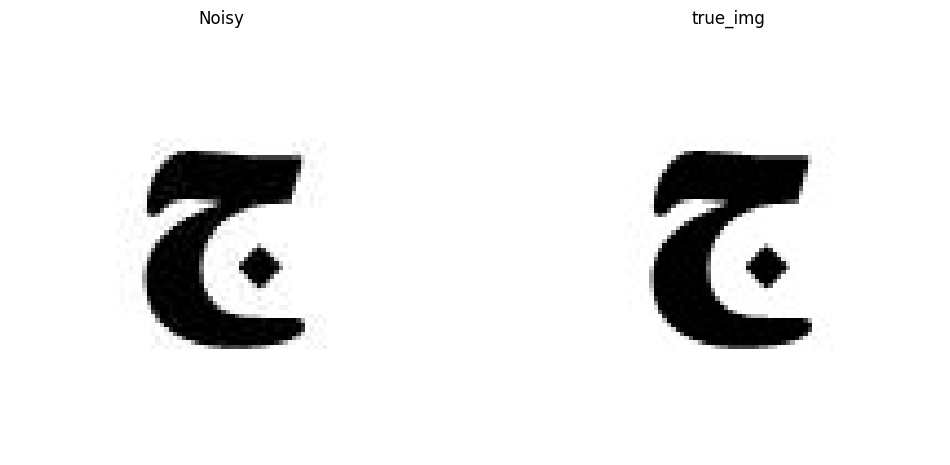 Noisy true_img
ج ج